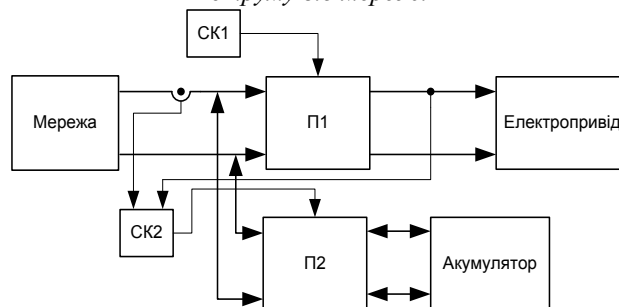 СК1
Мережа
П1
Електропривід
СК2
П2
Акумулятор